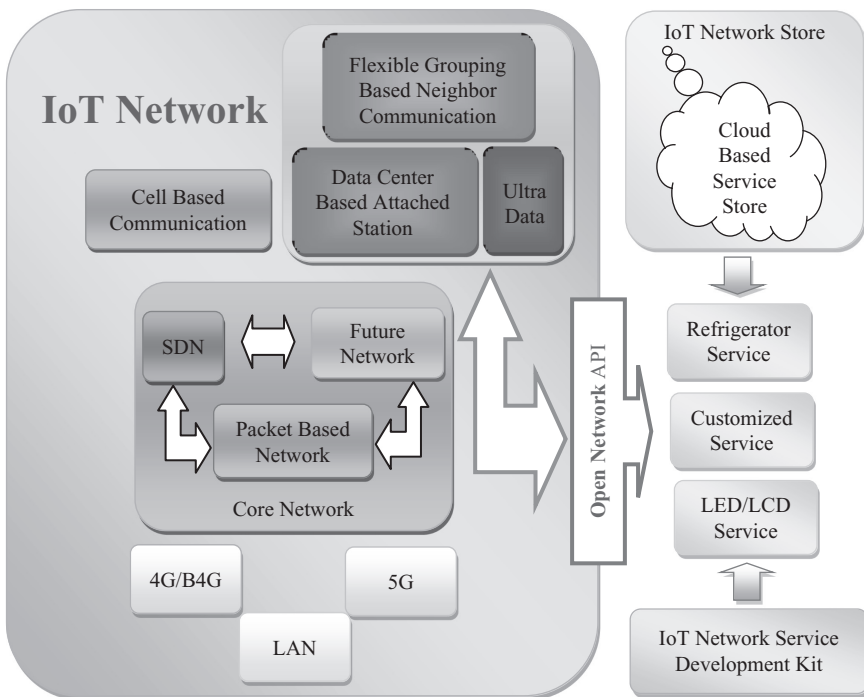 IoT Network
Flexible Grouping
Based Neighbor
Communication
Cell Based
Communication
Data Center
Based Attached
Station
Ultra
Data
SDN
Future
Network
Packet Based
Network
Core Network
4G/B4G
5G
LAN
Open Network API
IoT Network Store
Cloud
Based
Service
Store
Refrigerator
Service
Customized
Service
LED/LCD
Service
IoT Network Service
Development Kit